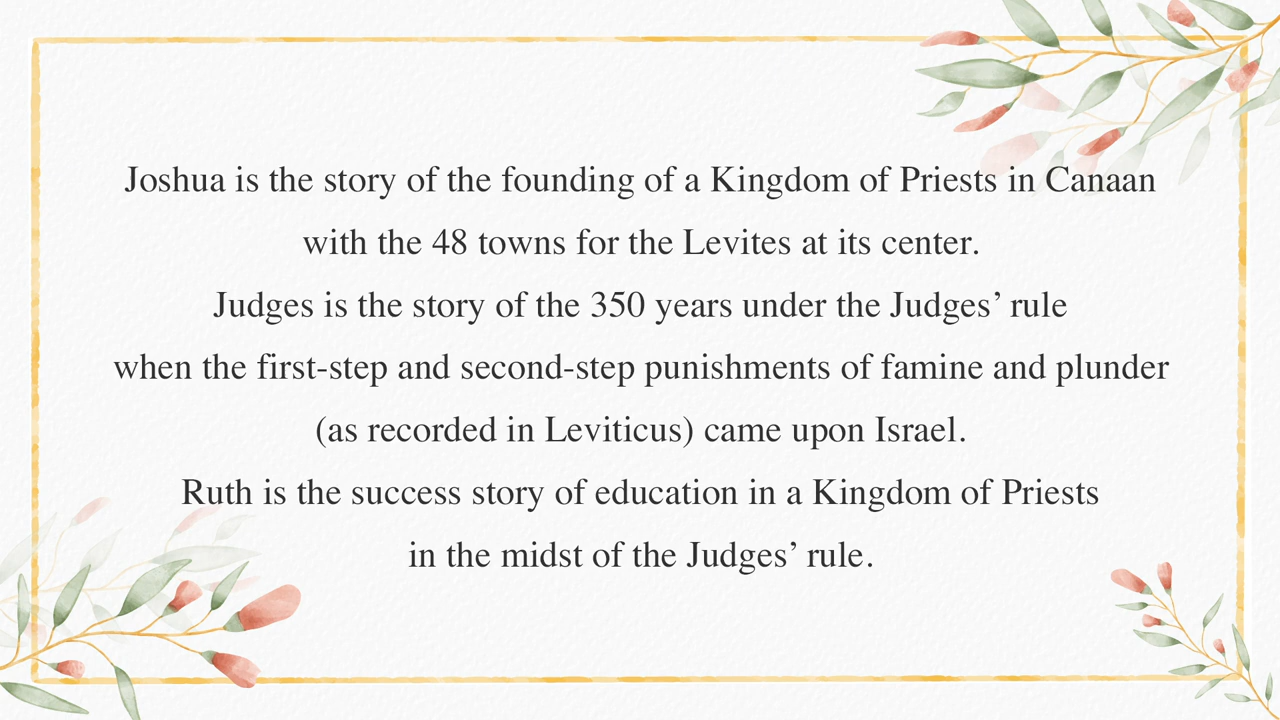 Joshua is the story of the founding of a Kingdom of Priests in Canaan
with the 48 towns for the Levites at its center.
Judges is the story of the 350 years under the Judges’ rule
when the first-step and second-step punishments of famine and plunder
(as recorded in Leviticus) came upon Israel.
Ruth is the success story of education in a Kingdom of Priests
in the midst of the Judges’ rule.